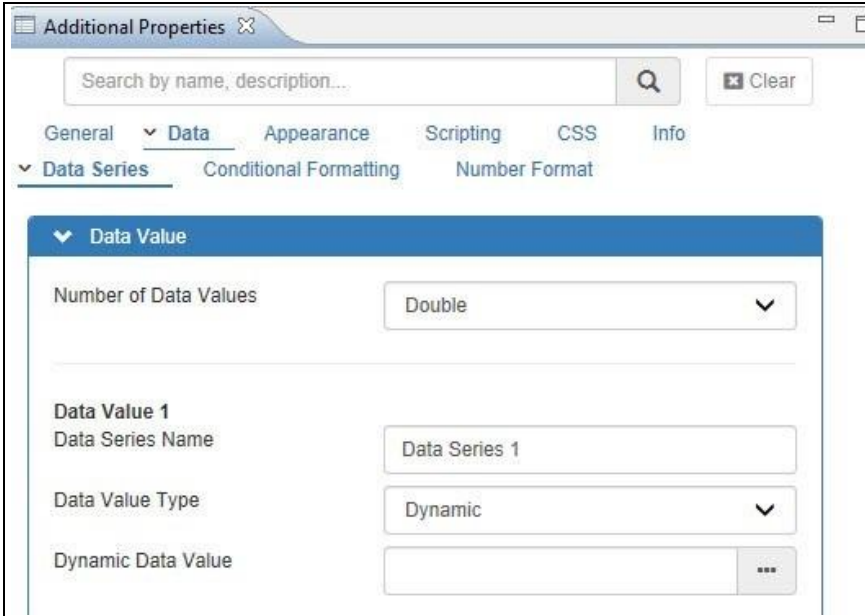 Additional Properties
Search by name, description...
Clear
General Data Appearance Scripting CSS Info
Data Series Conditional Formatting Number Format
Data Value
Number of Data Values Double
Data Value 1
Data Series Name Data Series 1
Data Value Type Dynamic
Dynamic Data Value ...